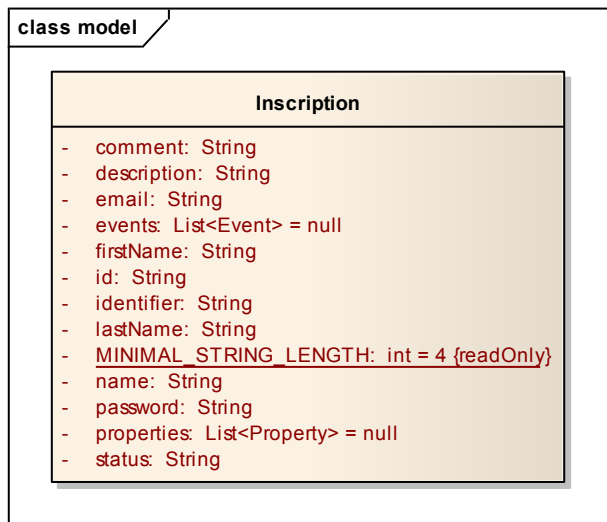 class model
Inscription
- comment: String
- description: String
- email: String
- events: List<Event> = null
- firstName: String
- id: String
- identifier: String
- lastName: String
- MINIMAL_STRING_LENGTH: int = 4 {readOnly}
- name: String
- password: String
- properties: List<Property> = null
- status: String